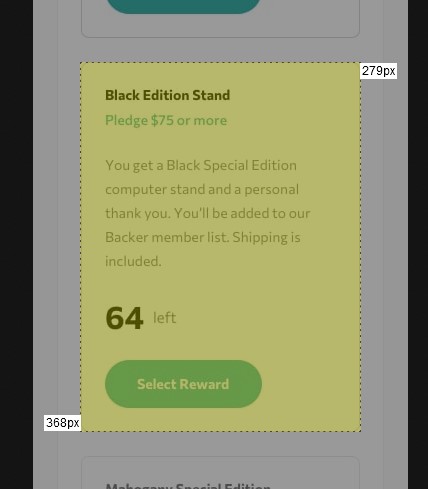 279px
Black Edition Stand
Pledge $75 or more
You get a Black Special Edition
computer stand and a personal
thank you. You’ll be added to our
Backer member list. Shipping is
included.
64 left
Select Reward
368px
Mahogany Special Edition